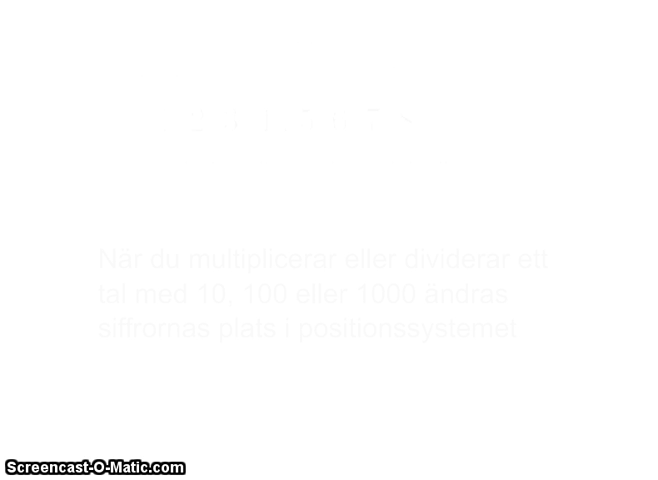 När du multiplicerar eller dividerar ett
tal med 10, 100 eller 1000 ändras
siffrornas plats i positionssystemet
Screencast-O-Matic.com